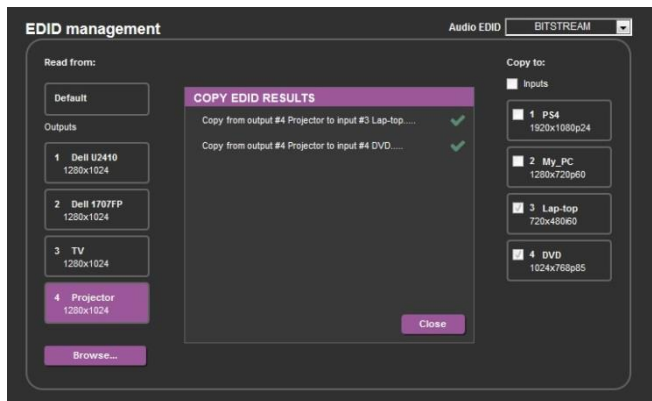 EDID management
Audio EDID BITSTREAM
Read from:
Default
Outputs
1 Dell U2410
1280x1024
2 Dell 1707FP
1280x1024
3 TV
1280x1024
4 Projector
1280x1024
Browse...
COPY EDID RESULTS
Copy from output #4 Projector to input #3 Lap-top.....
Copy from output #4 Projector to input #4 DVD.....
Close
Copy to:
Inputs
1 PS4
1920x1080p24
2 My_PC
1280x720p60
3 Lap-top
720x480i60
4 DVD
1024x768p85